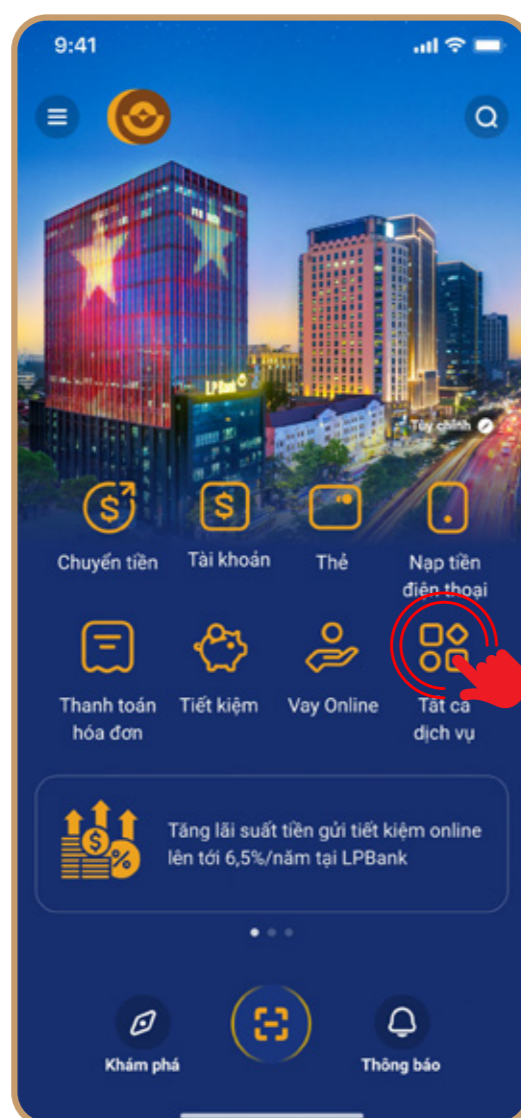 9:41
LPBank
Tùy chỉnh
Chuyển tiền
Tài khoản
Thẻ
Nạp tiền
điện thoại
Thanh toán
hóa đơn
Tiết kiệm
Vay Online
Tất cả
dịch vụ
Tăng lãi suất tiền gửi tiết kiệm online
lên tới 6,5%/năm tại LPBank
Khám phá
Thông báo